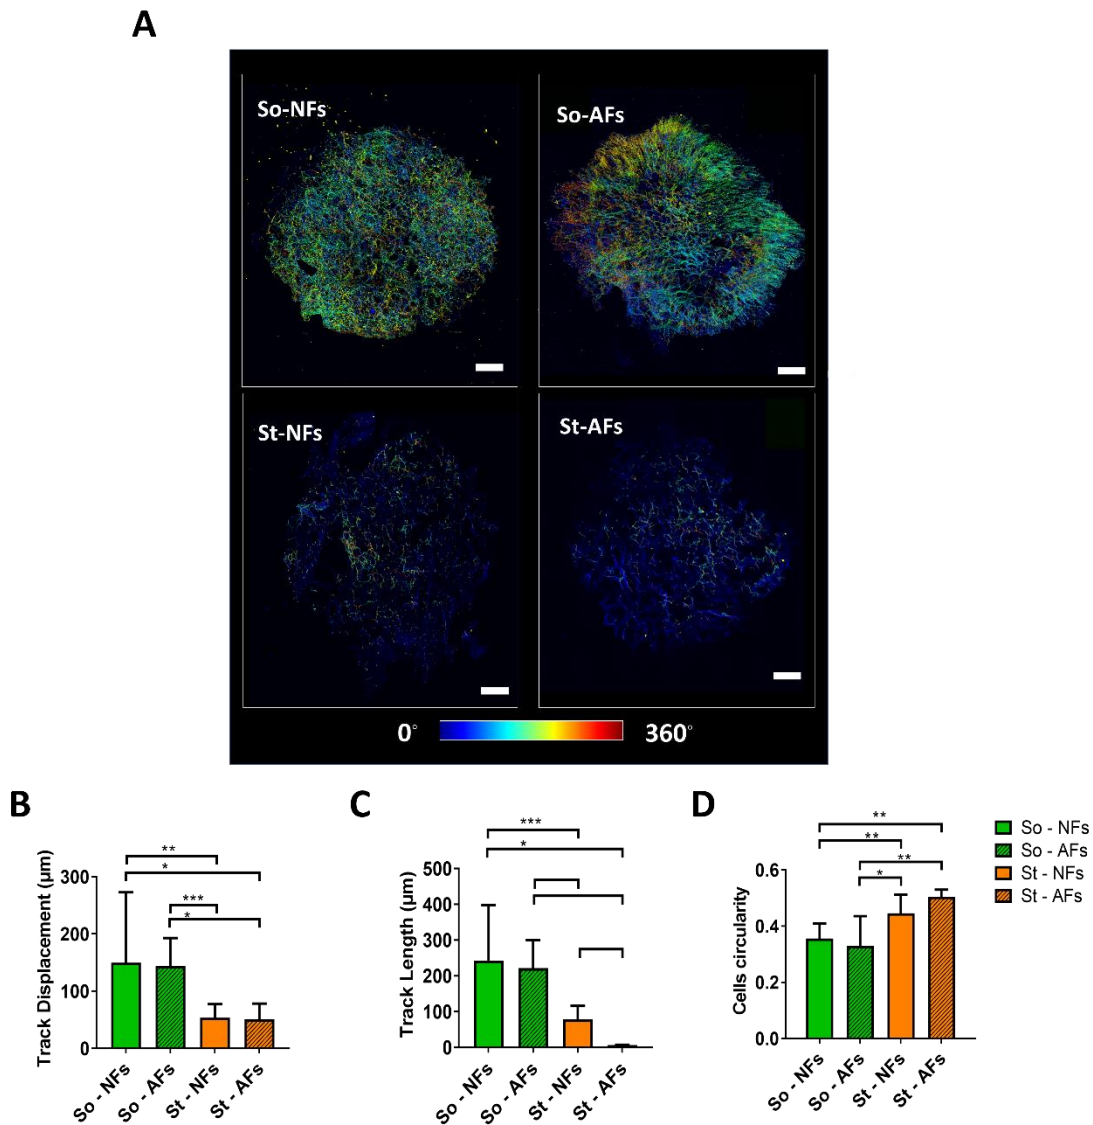 A
So-NFs
So-AFs
St-NFs
St-AFs
0°
360°
B
Track Displacement (µm)
300
200
100
0
**
*
***
*
So - NFs
So - AFs
St - NFs
St - AFs
C
Track Length (µm)
500
400
300
200
100
0
***
*
So - NFs
So - AFs
St - NFs
St - AFs
D
Cells circularity
0.6
0.4
0.2
0.0
**
**
**
*
So - NFs
So - AFs
St - NFs
St - AFs
So - NFs
So - AFs
St - NFs
St - AFs